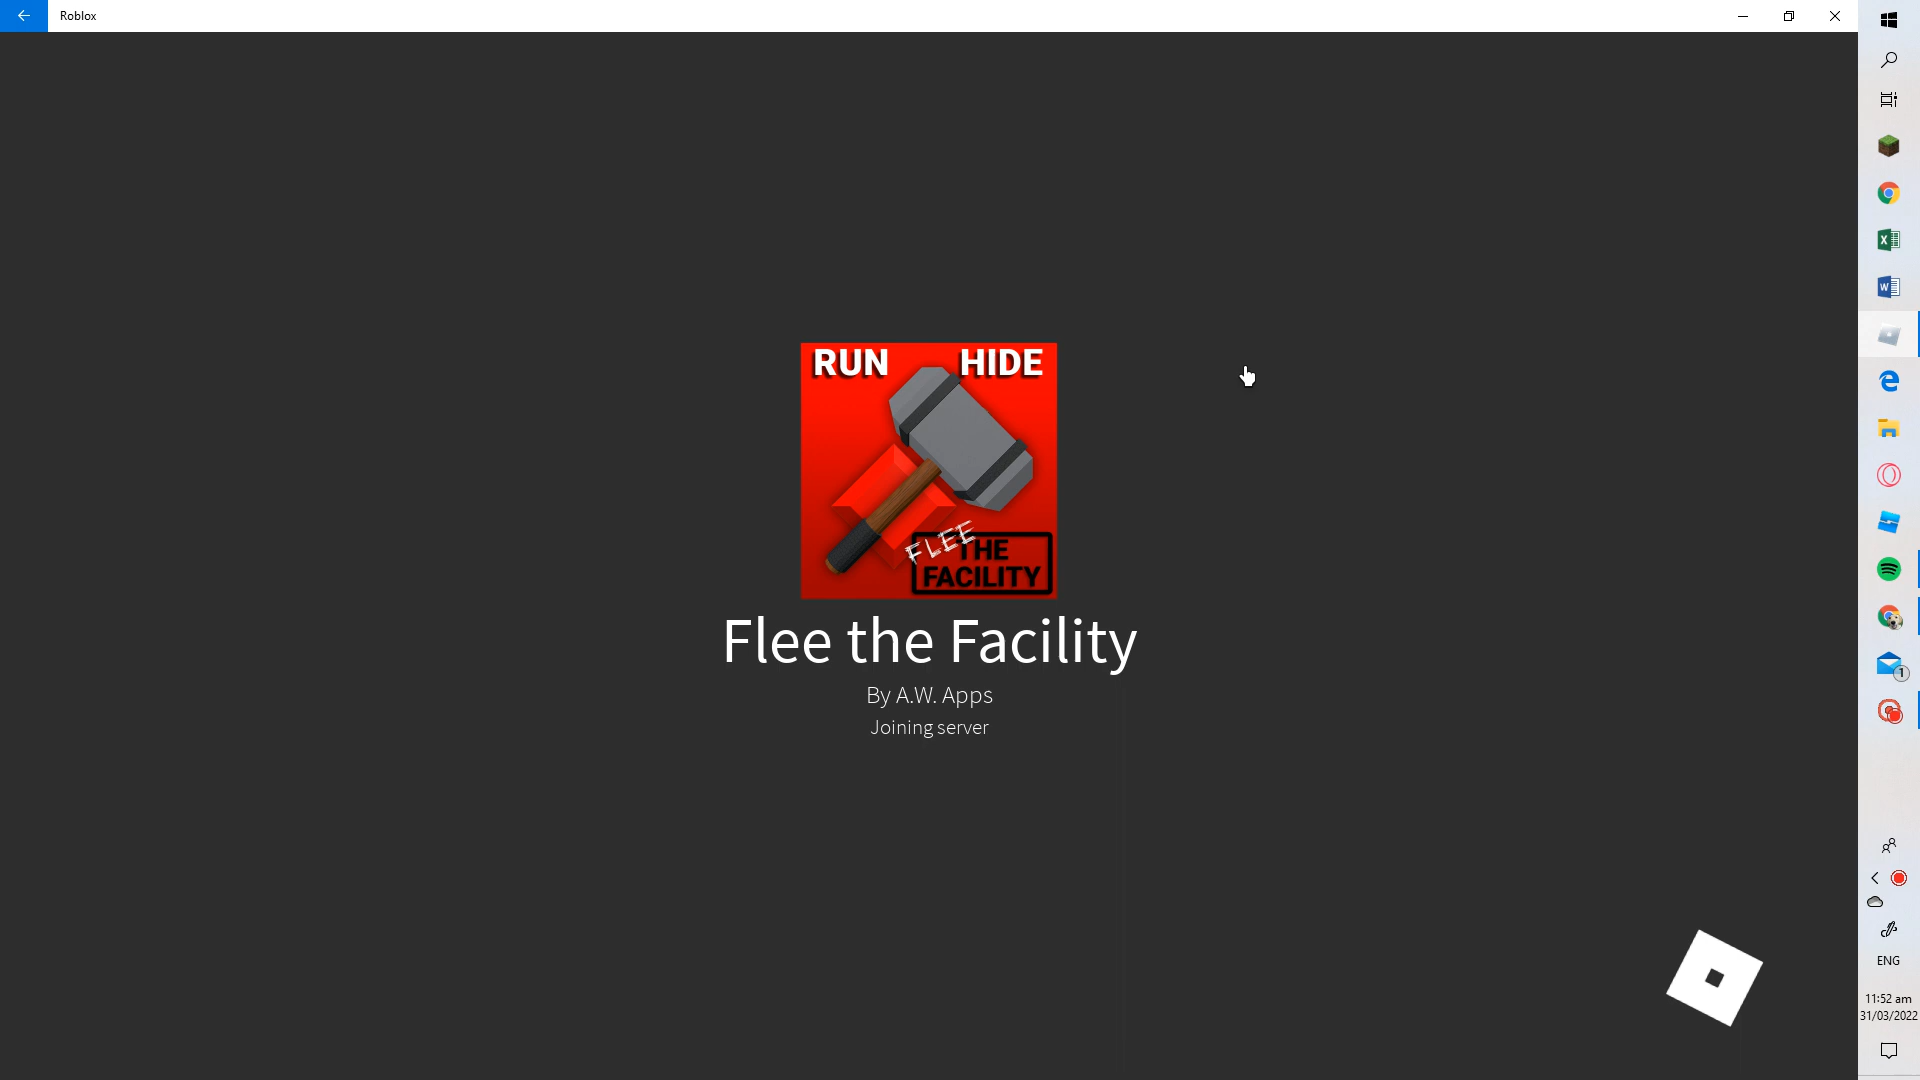 Roblox
RUN HIDE
FLEE
THE
FACILITY
Flee the Facility
By A.W. Apps
Joining server
1
ENG
11:52 am
31/03/2022